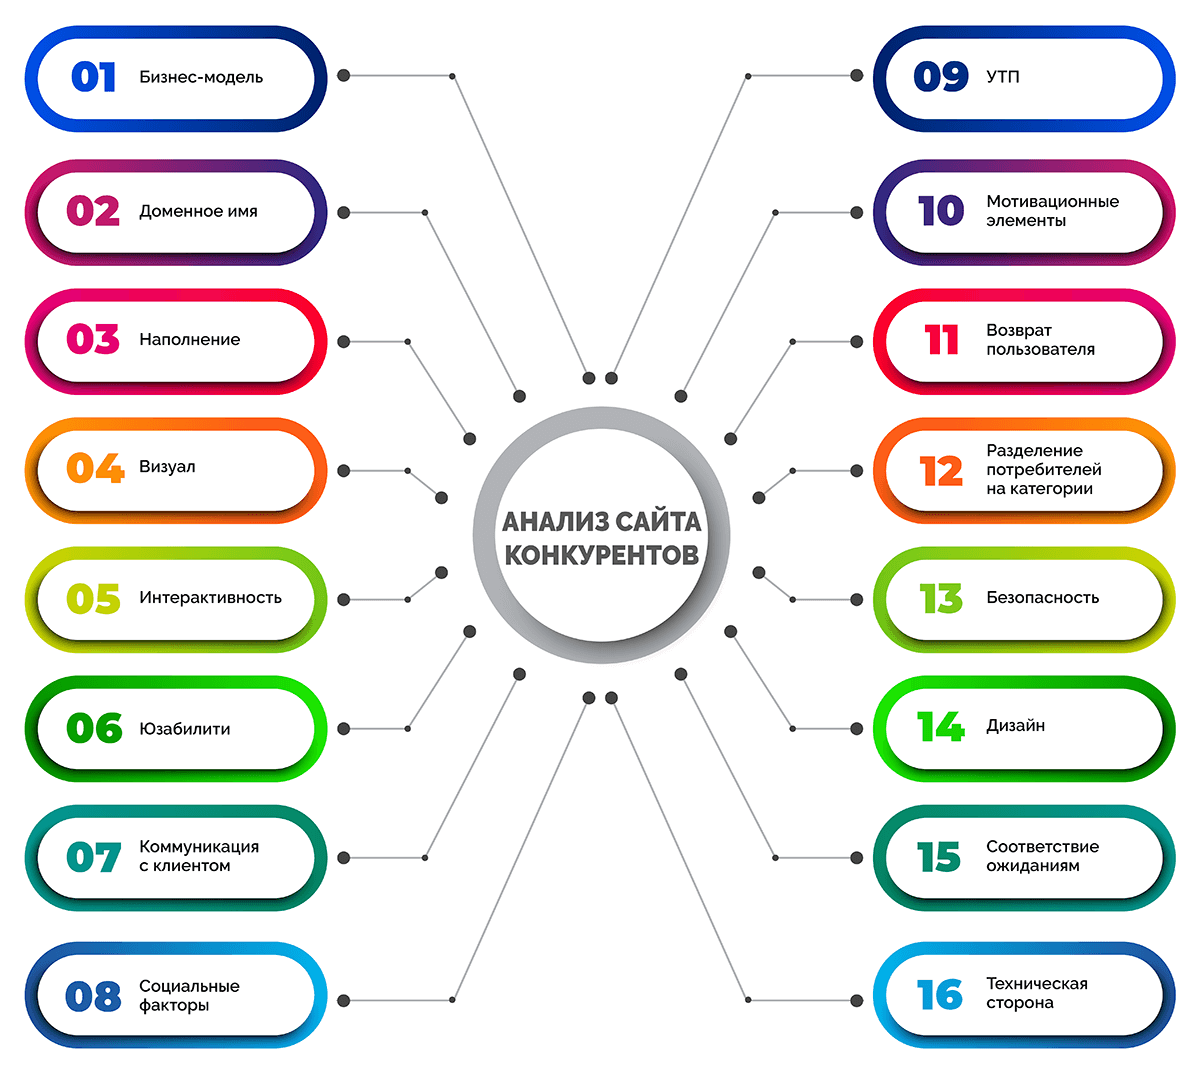 01 Бизнес-модель
02 Доменное имя
03 Наполнение
04 Визуал
05 Интерактивность
06 Юзабилити
07 Коммуникация
с клиентом
08 Социальные
факторы
АНАЛИЗ САЙТА
КОНКУРЕНТОВ
09 УТП
10 Мотивационные
элементы
11 Возврат
пользователя
12 Разделение
потребителей
на категории
13 Безопасность
14 Дизайн
15 Соответствие
ожиданиям
16 Техническая
сторона